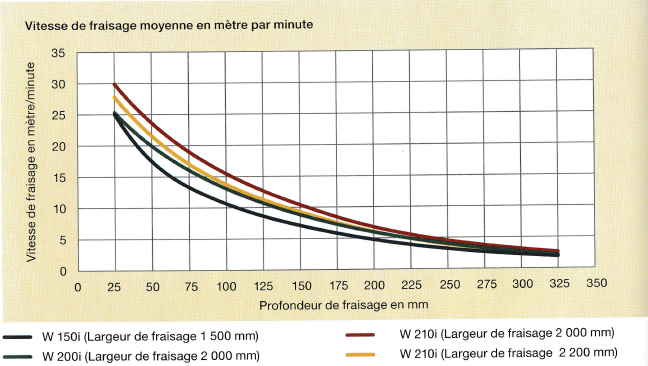 Vitesse de fraisage moyenne en mètre par minute
Vitesse de fraisage en mètre/minute
35
30
25
20
15
10
5
0
0 25 50 75 100 125 150 175 200 225 250 275 300 325 350
Profondeur de fraisage en mm
W 150i (Largeur de fraisage 1 500 mm)
W 210i (Largeur de fraisage 2 000 mm)
W 200i (Largeur de fraisage 2 000 mm)
W 210i (Largeur de fraisage 2 200 mm)